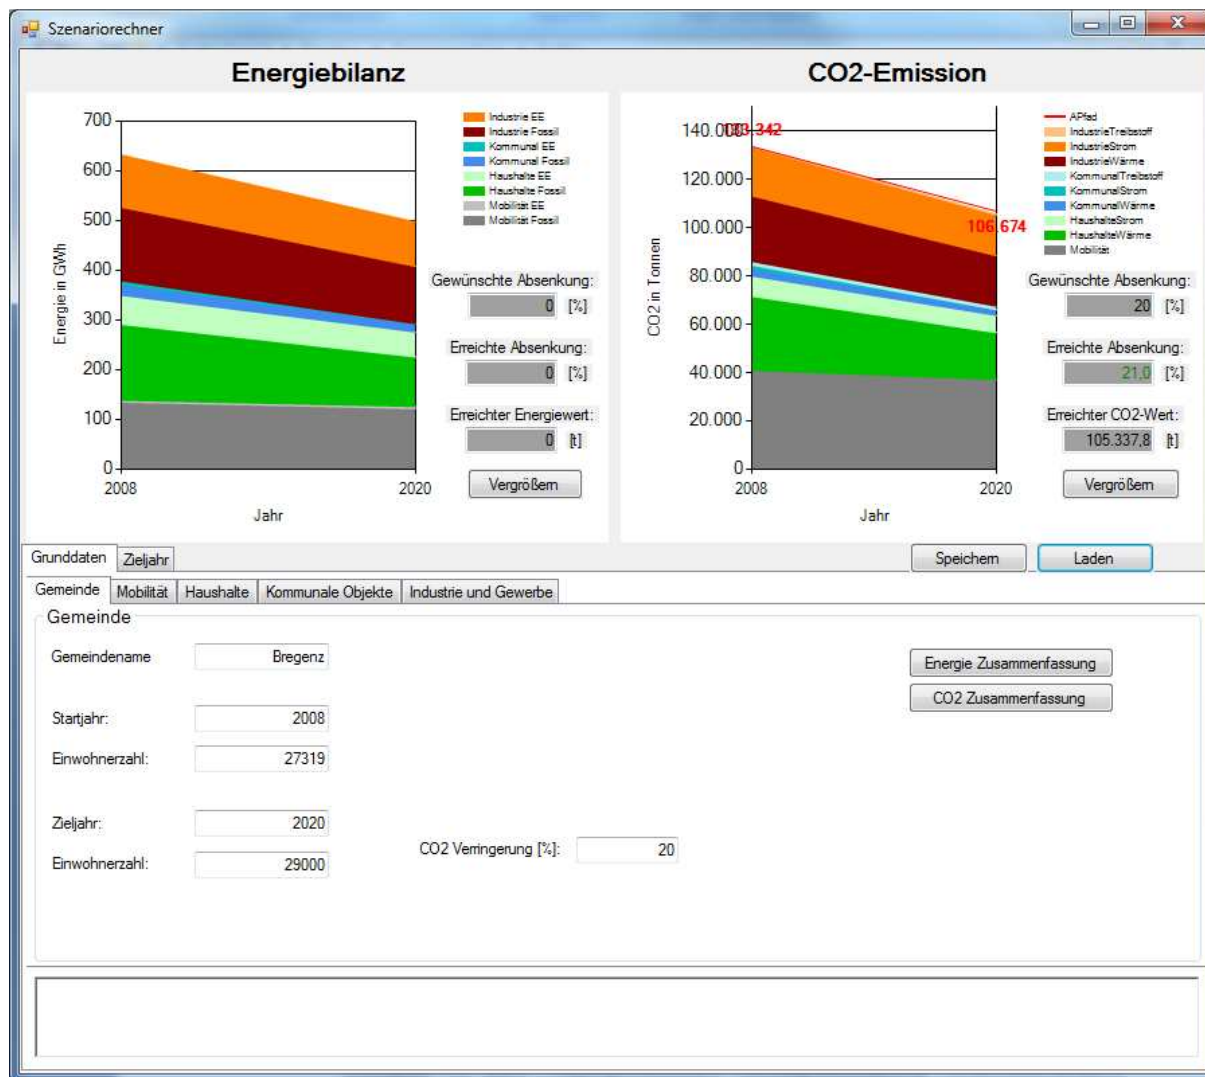 Szenariorechner
Energiebilanz
700
600
500
400
300
200
100
0
Energie in GWh
2008
2020
Jahr
Industrie EE
Industrie Fossil
Kommunal EE
Kommunal Fossil
Haushalte EE
Haushalte Fossil
Mobilität EE
Mobilität Fossil
Gewünschte Absenkung:
0 [%]
Erreichte Absenkung:
0 [%]
Erreichter Energiewert:
0 [t]
Vergrößern
CO2-Emission
140.000
133.342
120.000
100.000
80.000
60.000
40.000
20.000
0
CO2 in Tonnen
106.674
2008
2020
Jahr
APfad
IndustrieTreibstoff
IndustrieStrom
IndustrieWärme
KommunalTreibstoff
KommunalStrom
KommunalWärme
HaushalteStrom
HaushalteWärme
Mobilität
Gewünschte Absenkung:
20 [%]
Erreichte Absenkung:
21,0 [%]
Erreichter CO2-Wert:
105.337,8 [t]
Vergrößern
Grunddaten Zieljahr
Speichern Laden
Gemeinde Mobilität Haushalte Kommunale Objekte Industrie und Gewerbe
Gemeinde
Gemeindename Bregenz
Energie Zusammenfassung
CO2 Zusammenfassung
Startjahr: 2008
Einwohnerzahl: 27319
Zieljahr: 2020
CO2 Verringerung [%]: 20
Einwohnerzahl: 29000